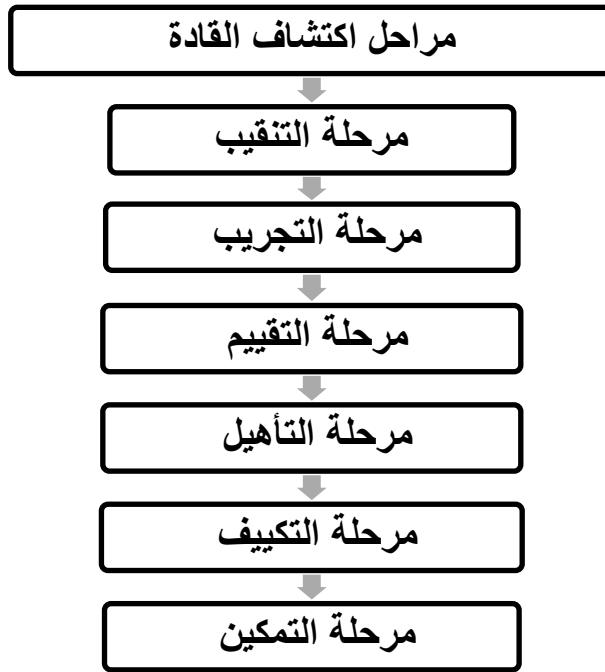 مراحل اكتشاف القادة
مرحلة التنقيب
مرحلة التجريب
مرحلة التقييم
مرحلة التأهيل
مرحلة التكييف
مرحلة التمكين